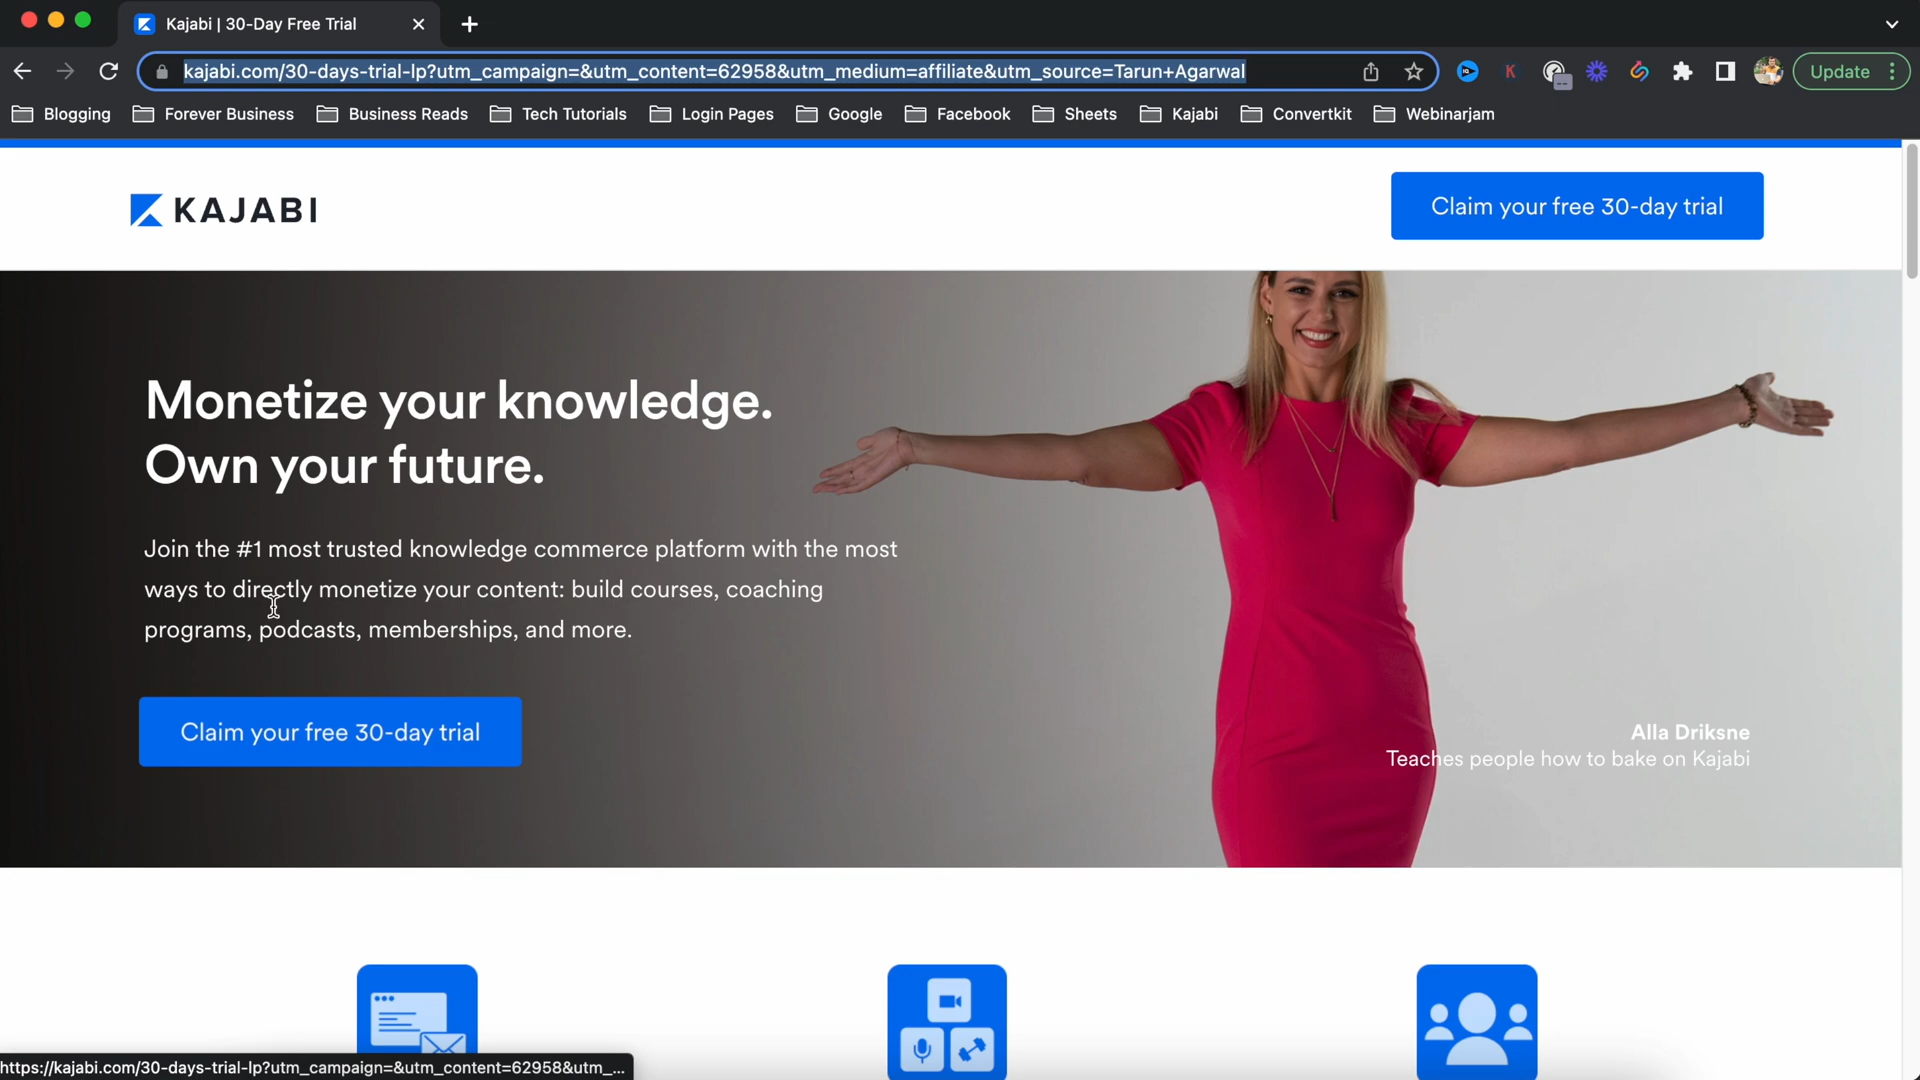 Kajabi | 30-Day Free Trial
kajabi.com/30-days-trial-lp?utm_campaign=&utm_content=62958&utm_medium=affiliate&utm_source=Tarun+Agarwal
K
Update
Blogging
Forever Business
Business Reads
Tech Tutorials
Login Pages
Google
Facebook
Sheets
Kajabi
Convertkit
Webinarjam
KAJABI
Claim your free 30-day trial
Monetize your knowledge.
Own your future.
Join the #1 most trusted knowledge commerce platform with the most
ways to directly monetize your content: build courses, coaching
programs, podcasts, memberships, and more.
Claim your free 30-day trial
Alla Driksne
Teaches people how to bake on Kajabi
https://kajabi.com/30-days-trial-lp?utm_campaign=&utm_content=62958&utm_...